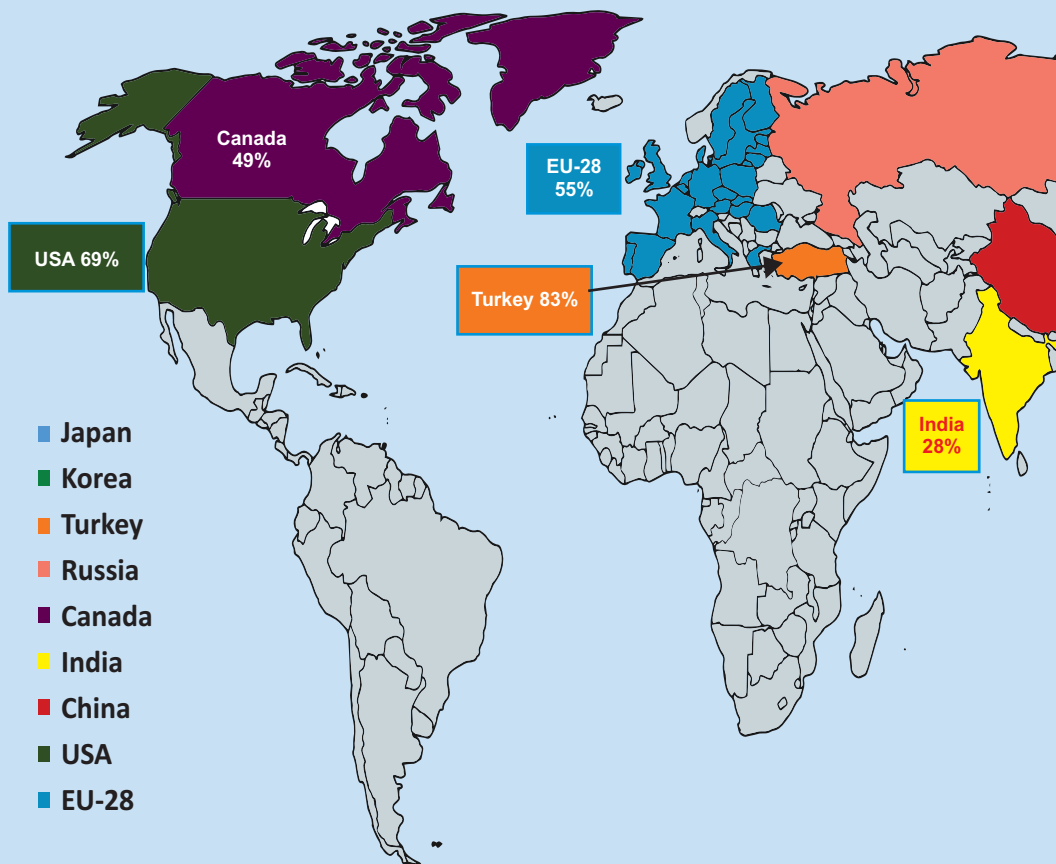 Canada
49%
EU-28
55%
USA 69%
Turkey 83%
India
28%
Japan
Korea
Turkey
Russia
Canada
India
China
USA
EU-28